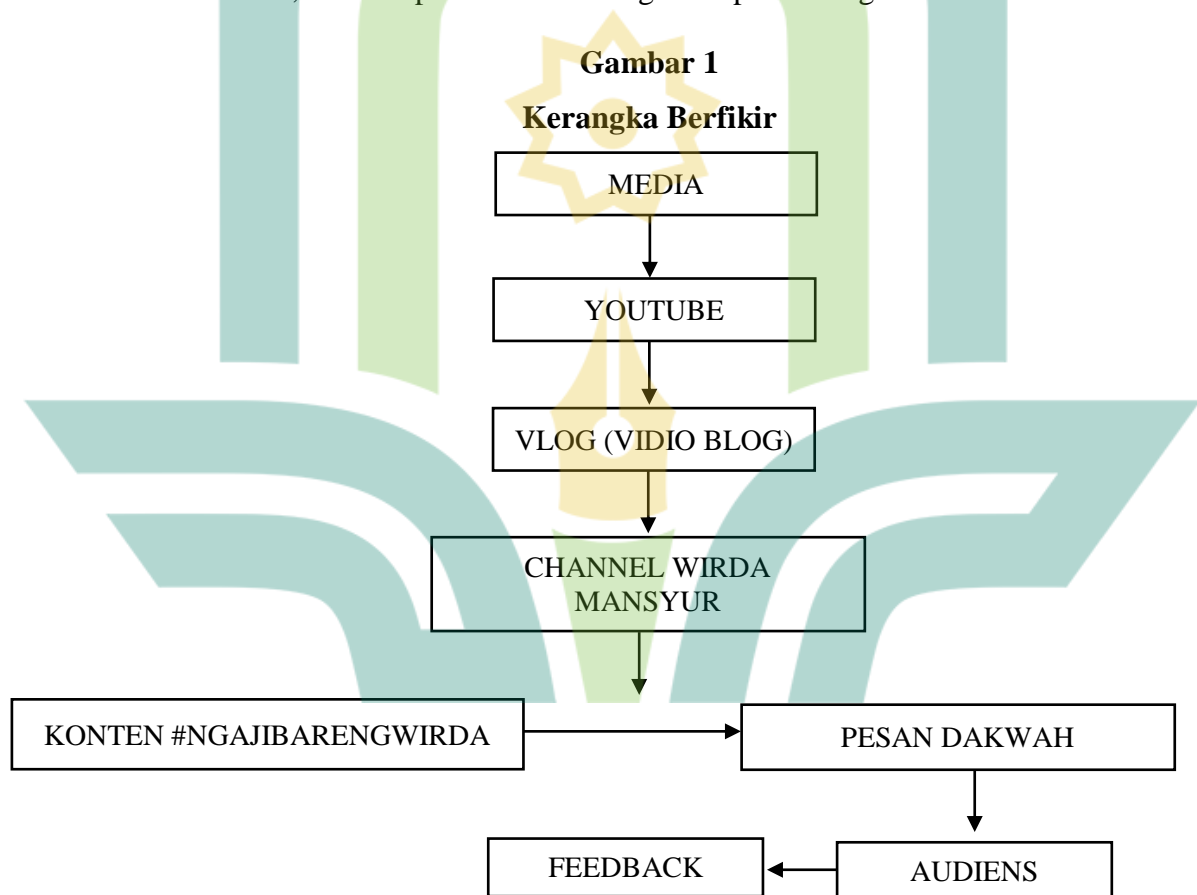 Gambar 1
Kerangka Berfikir
MEDIA
YOUTUBE
VLOG (VIDIO BLOG)
CHANNEL WIRDA
MANSYUR
KONTEN #NGAJIBARENGWIRDA
PESAN DAKWAH
FEEDBACK
AUDIENS